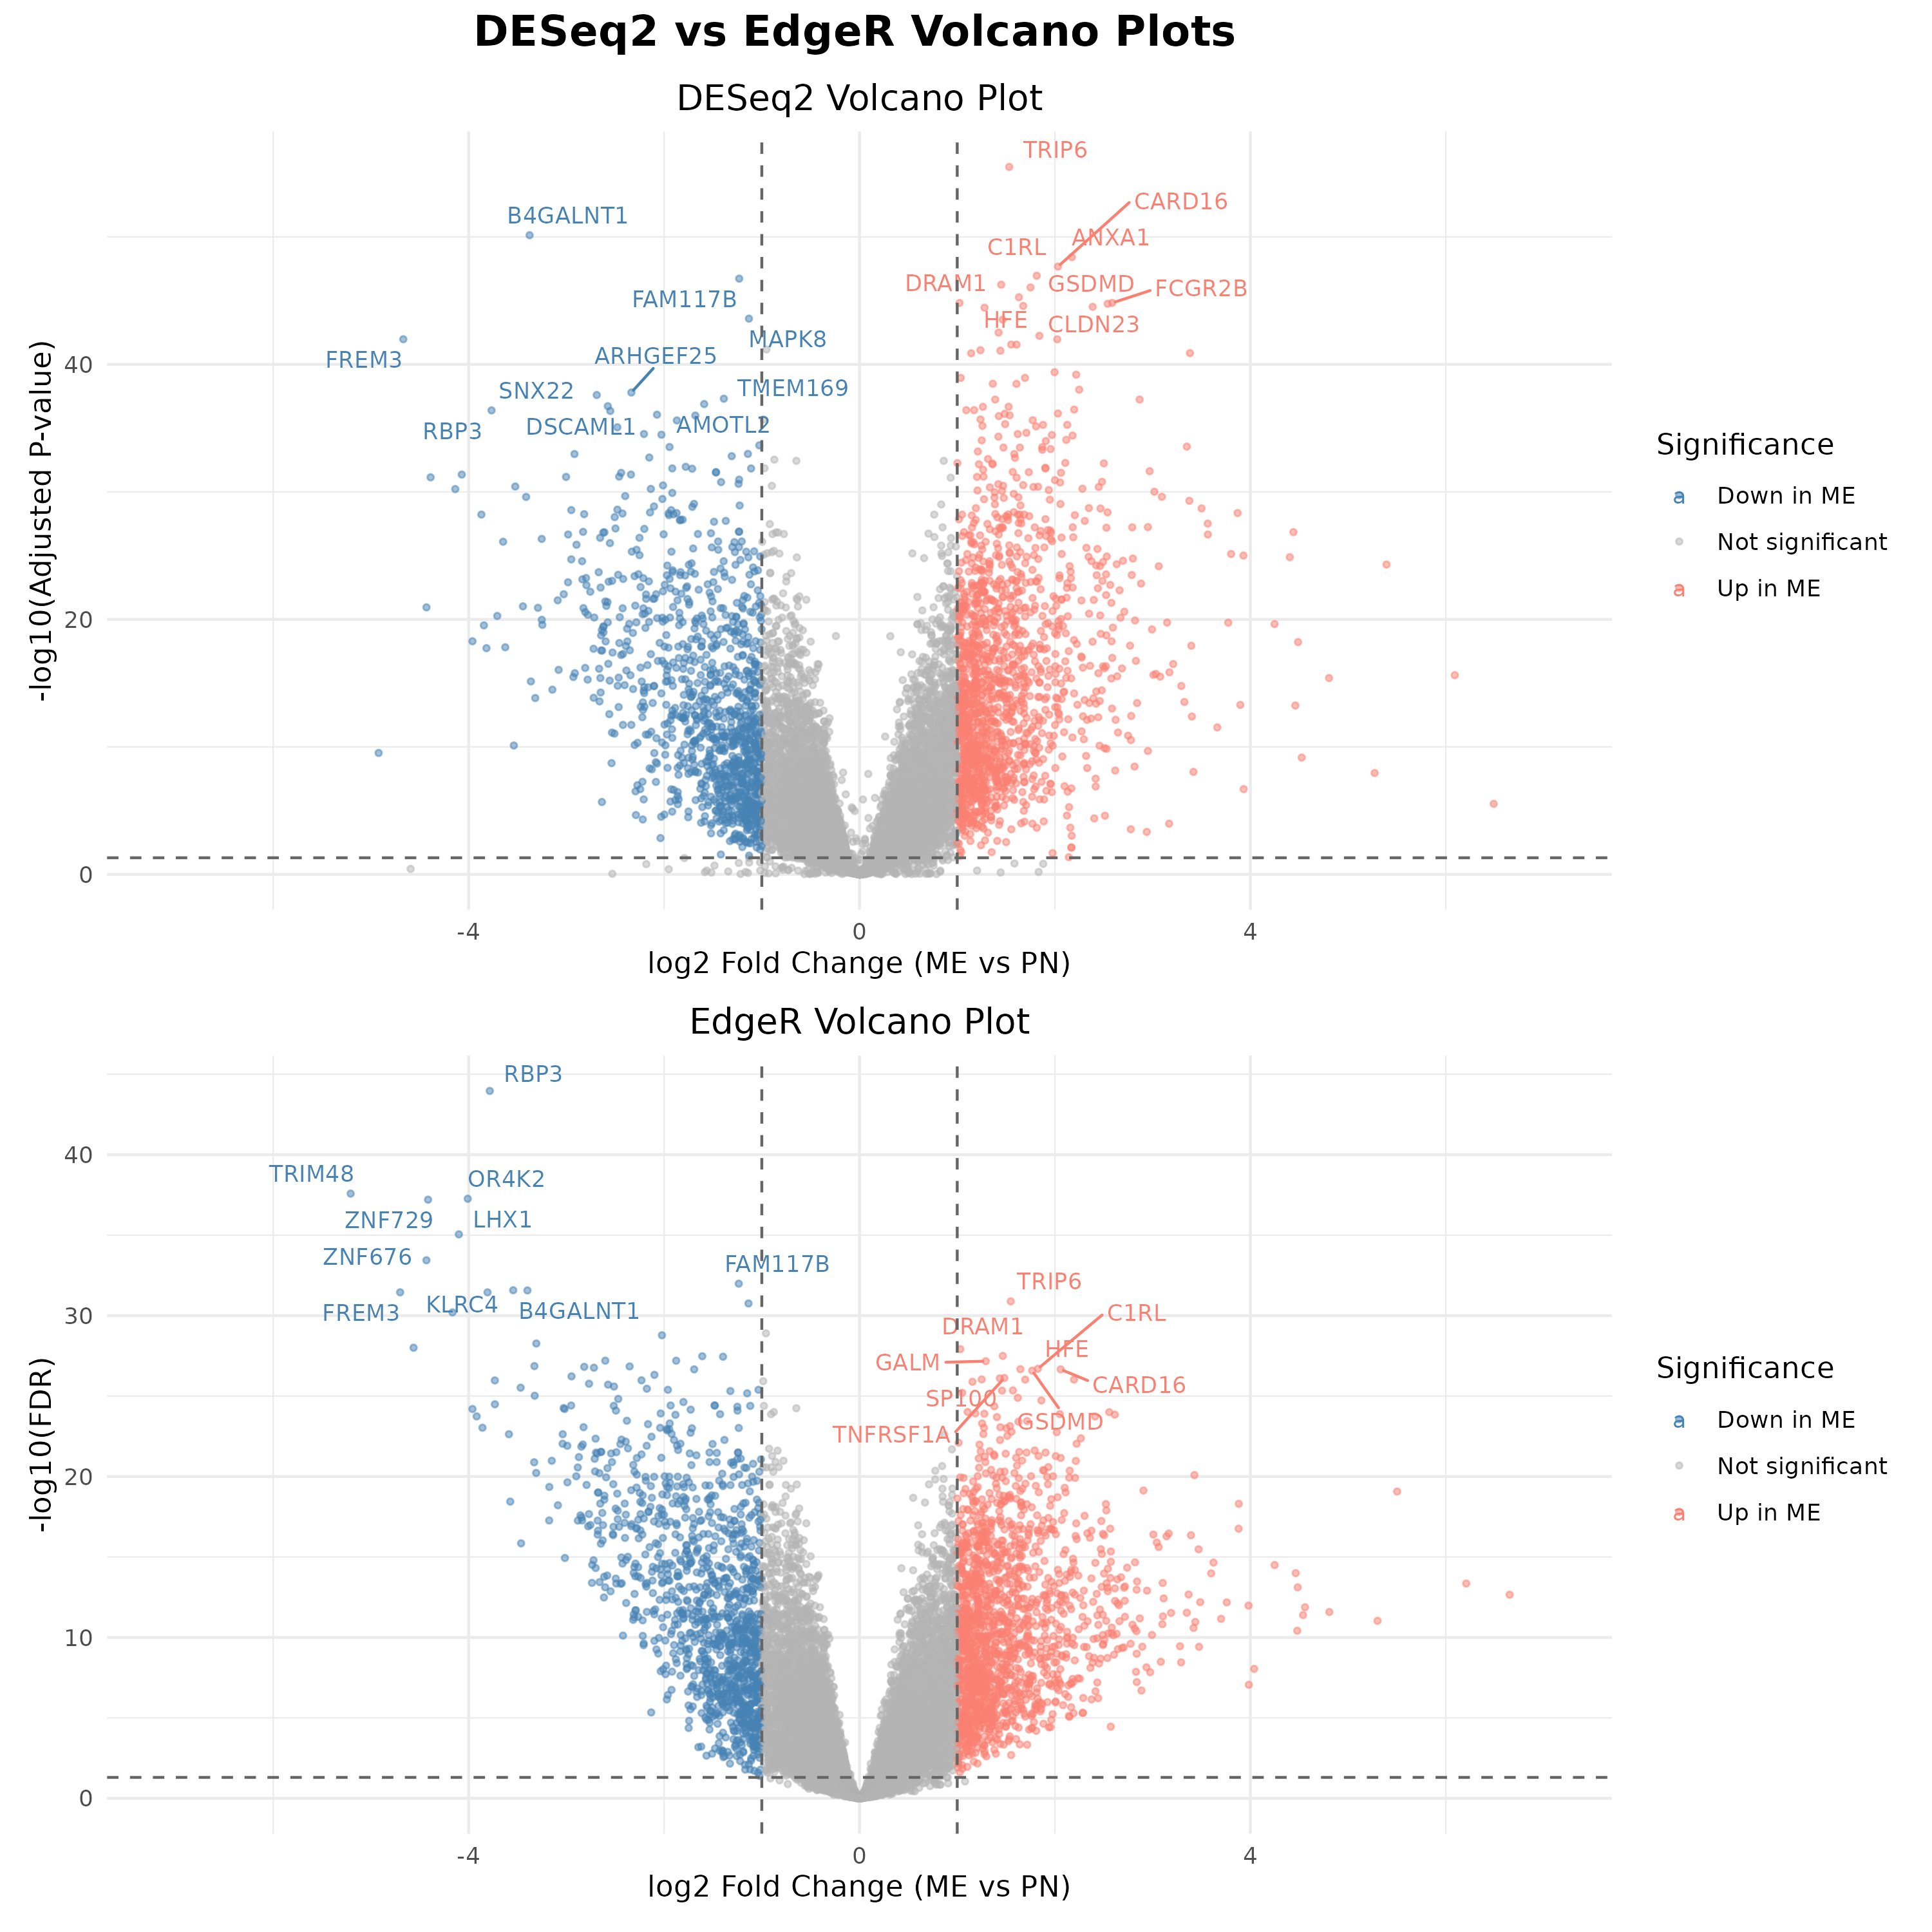 DESeq2 vs EdgeR Volcano Plots
DESeq2 Volcano Plot
TRIP6
CARD16
B4GALNT1
ANXA1
C1RL
DRAM1
GSDMD
FCGR2B
FAM117B
HFE
CLDN23
MAPK8
ARHGEF25
FREM3
SNX22
TMEM169
RBP3
DSCAML1
AMOTL2
40
20
0
-log10(Adjusted P-value)
-4
0
4
log2 Fold Change (ME vs PN)
Significance
a Down in ME
Not significant
a Up in ME
EdgeR Volcano Plot
RBP3
TRIM48
OR4K2
ZNF729
LHX1
ZNF676
FAM117B
TRIP6
FREM3
KLRC4
B4GALNT1
C1RL
DRAM1
HFE
GALM
CARD16
SP100
GSDMD
TNFRSF1A
40
30
20
10
0
-log10(FDR)
-4
0
4
log2 Fold Change (ME vs PN)
Significance
a Down in ME
Not significant
a Up in ME